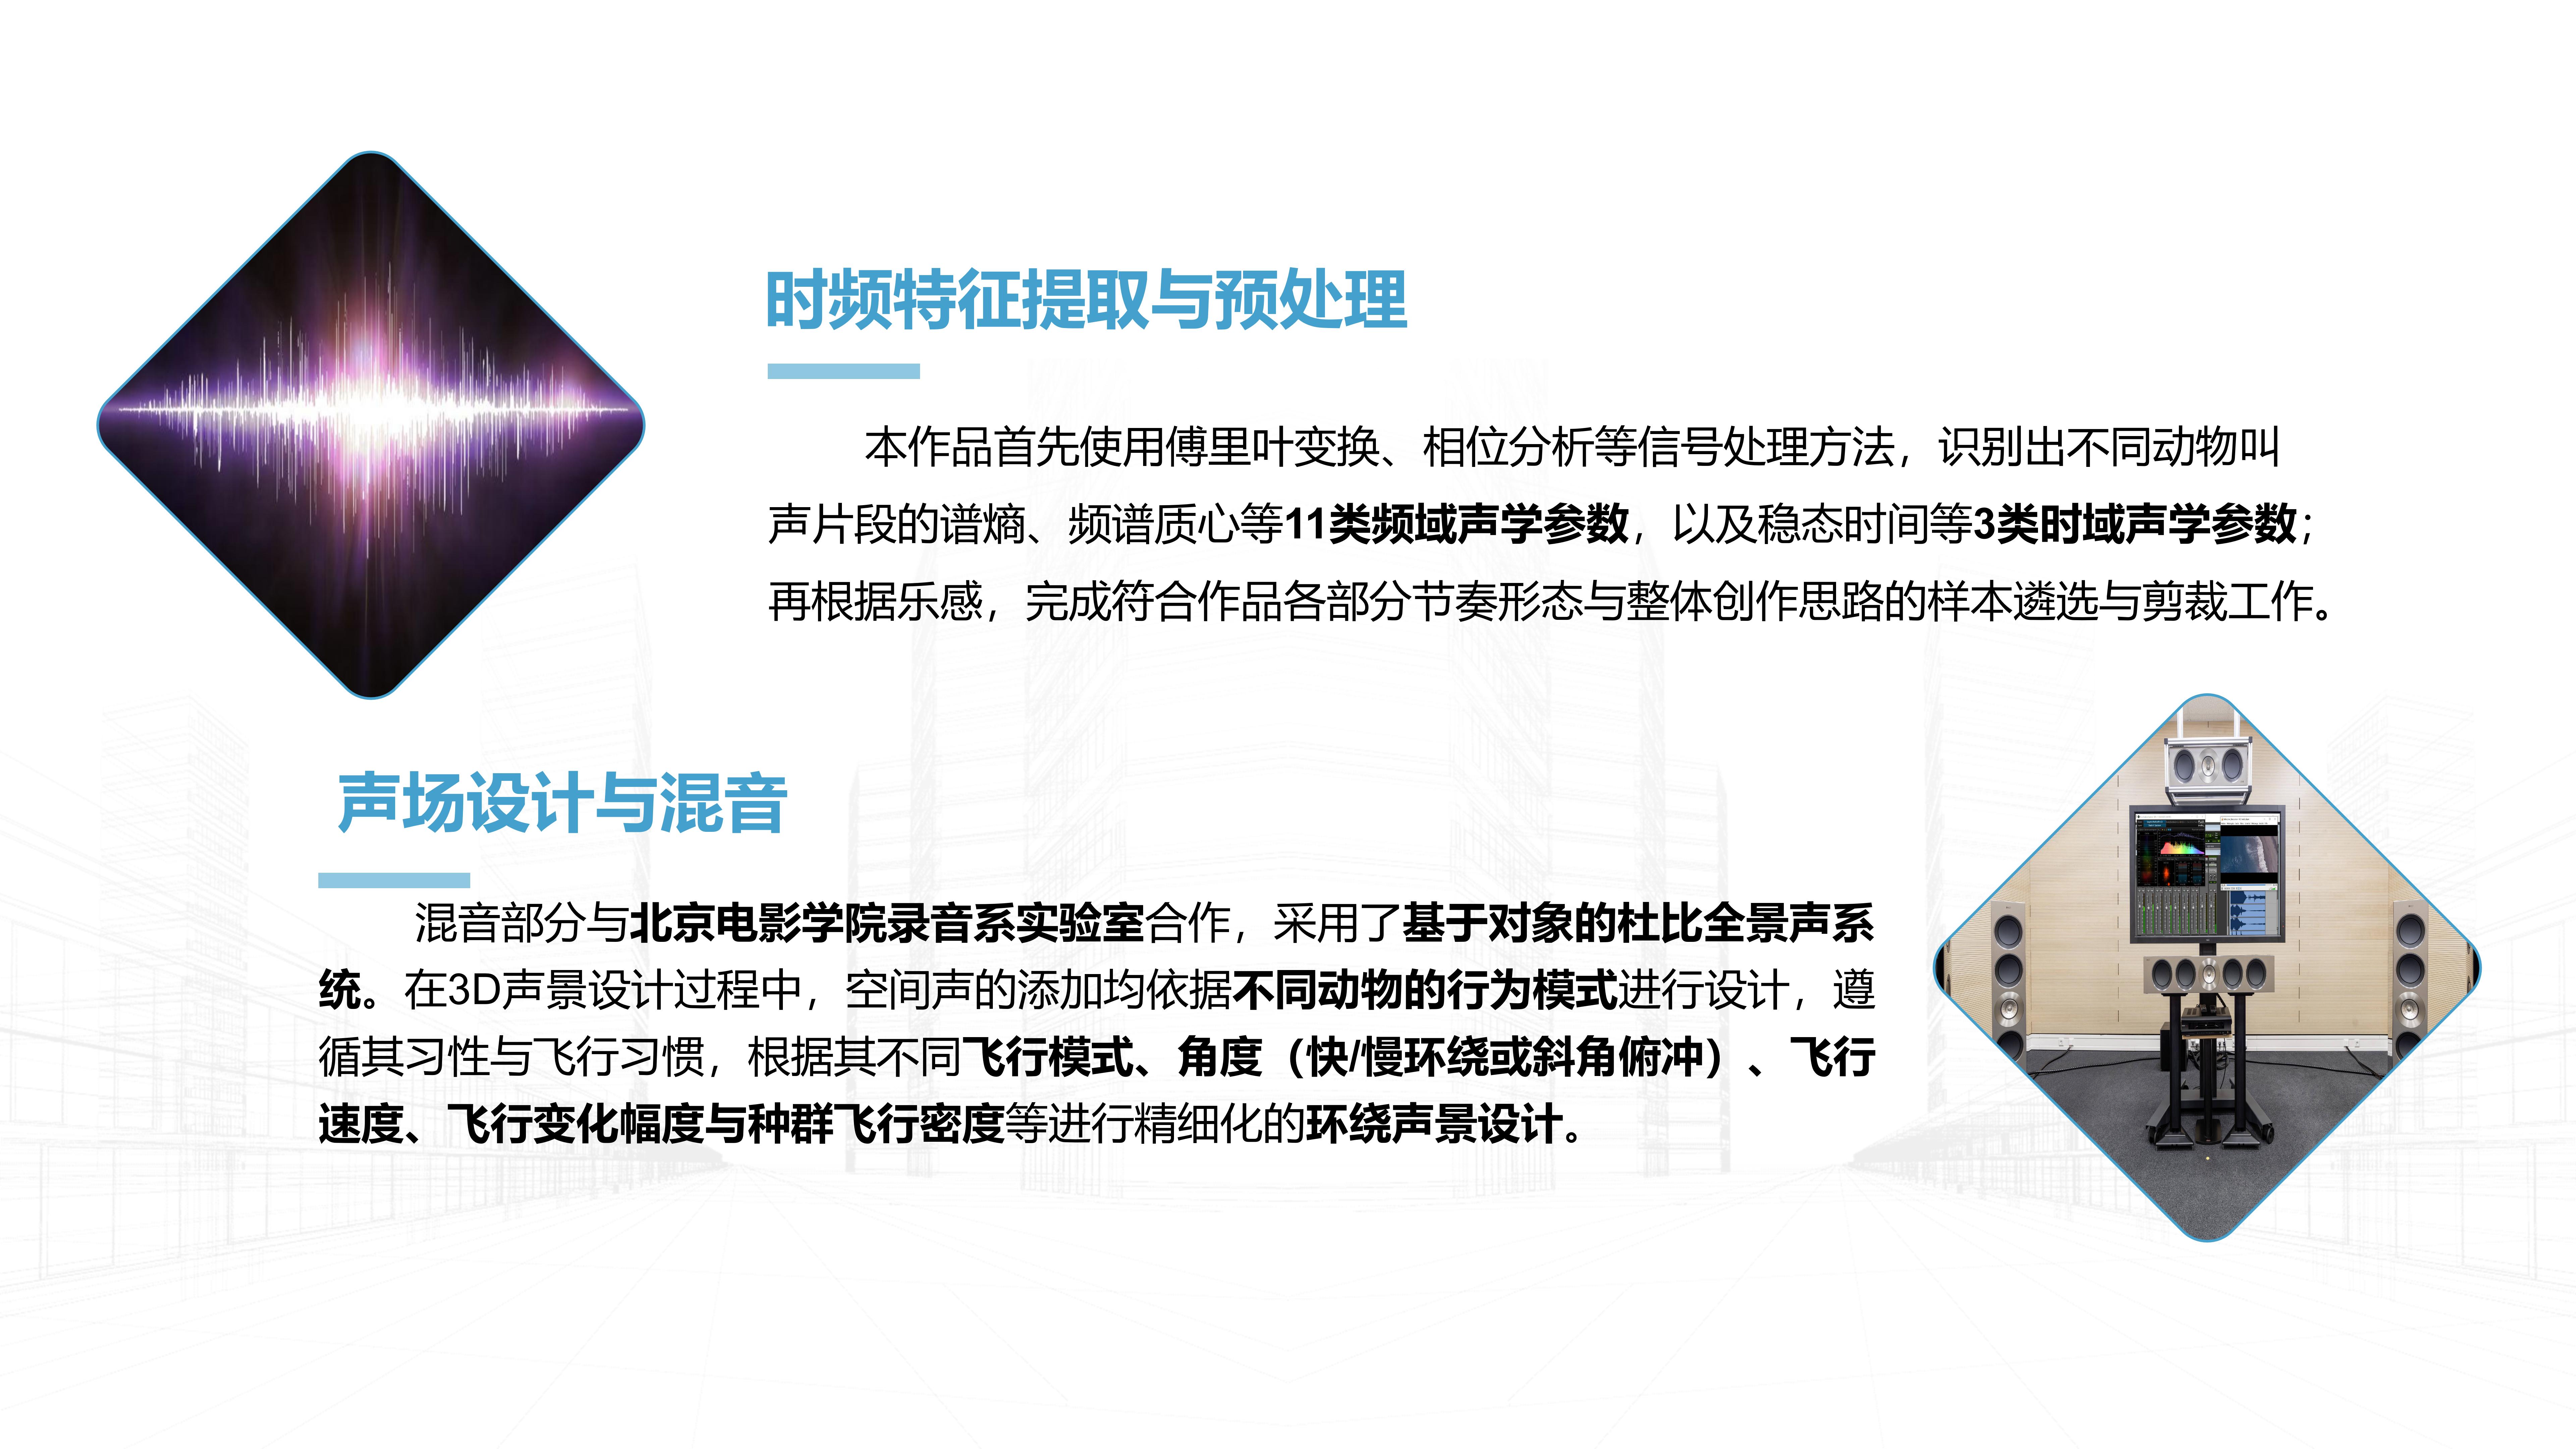 时频特征提取与预处理
本作品首先使用傅里叶变换、相位分析等信号处理方法，识别出不同动物叫
声片段的谱熵、频谱质心等11类频域声学参数，以及稳态时间等3类时域声学参数；
再根据乐感，完成符合作品各部分节奏形态与整体创作思路的样本遴选与剪裁工作。
声场设计与混音
混音部分与北京电影学院录音系实验室合作，采用了基于对象的杜比全景声系
统。在3D声景设计过程中，空间声的添加均依据不同动物的行为模式进行设计，遵
循其习性与飞行习惯，根据其不同飞行模式、角度（快/慢环绕或斜角俯冲）、飞行
速度、飞行变化幅度与种群飞行密度等进行精细化的环绕声景设计。